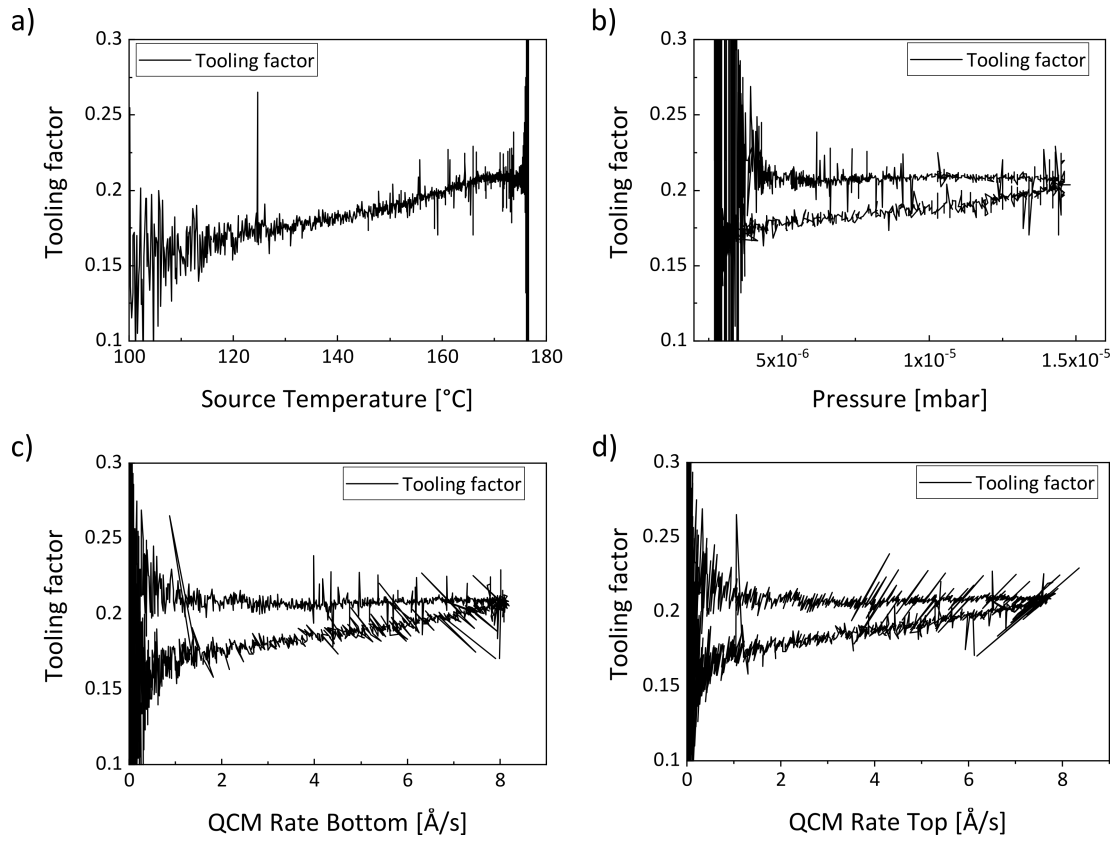 a)
0.3
0.25
0.2
0.15
0.1
Tooling factor
Tooling factor
100 120 140 160 180
Source Temperature [°C]
b)
0.3
0.25
0.2
0.15
0.1
Tooling factor
Tooling factor
5x10⁻⁶ 1x10⁻⁵ 1.5x10⁻⁵
Pressure [mbar]
c)
0.3
0.25
0.2
0.15
0.1
Tooling factor
Tooling factor
0 2 4 6 8
QCM Rate Bottom [Å/s]
d)
0.3
0.25
0.2
0.15
0.1
Tooling factor
Tooling factor
0 2 4 6 8
QCM Rate Top [Å/s]